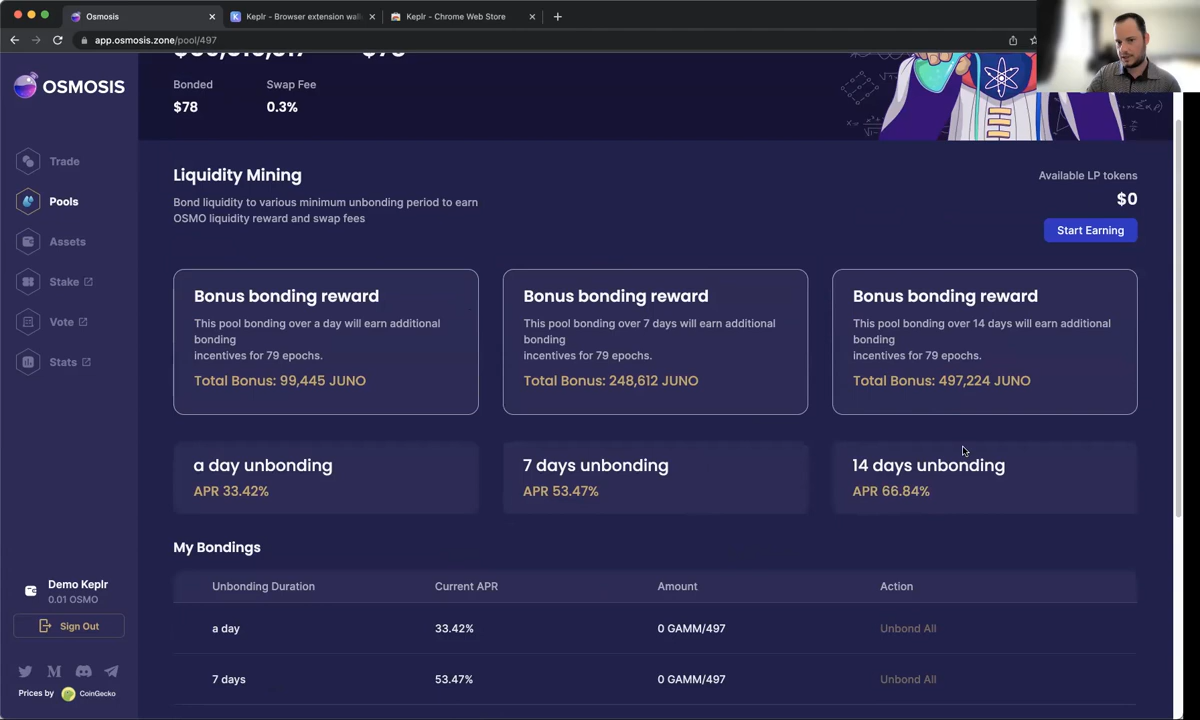 Osmosis
Keplr - Browser extension wal
Keplr - Chrome Web Store
app.osmosis.zone/pool/497
OSMOSIS
Trade
Pools
Assets
Stake
Vote
Stats
Demo Keplr
0.01 OSMO
Sign Out
Prices by CoinGecko
Bonded
$78
Swap Fee
0.3%
Liquidity Mining
Bond liquidity to various minimum unbonding period to earn
OSMO liquidity reward and swap fees
Available LP tokens
$0
Start Earning
Bonus bonding reward
This pool bonding over a day will earn additional
bonding
incentives for 79 epochs.
Total Bonus: 99,445 JUNO
Bonus bonding reward
This pool bonding over 7 days will earn additional
bonding
incentives for 79 epochs.
Total Bonus: 248,612 JUNO
Bonus bonding reward
This pool bonding over 14 days will earn additional
bonding
incentives for 79 epochs.
Total Bonus: 497,224 JUNO
a day unbonding
APR 33.42%
7 days unbonding
APR 53.47%
14 days unbonding
APR 66.84%
My Bondings
Unbonding Duration Current APR Amount Action
a day 33.42% 0 GAMM/497 Unbond All
7 days 53.47% 0 GAMM/497 Unbond All